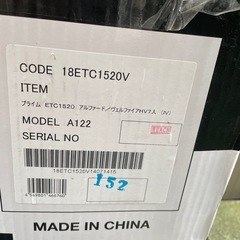 CODE 18ETC1520V
ITEM
プライム ETC1520 アルファード/ヴェルファイアHV7人 (IV)
MODEL A122
SERIAL NO
18ETC1520V14071415
152
MADE IN CHINA